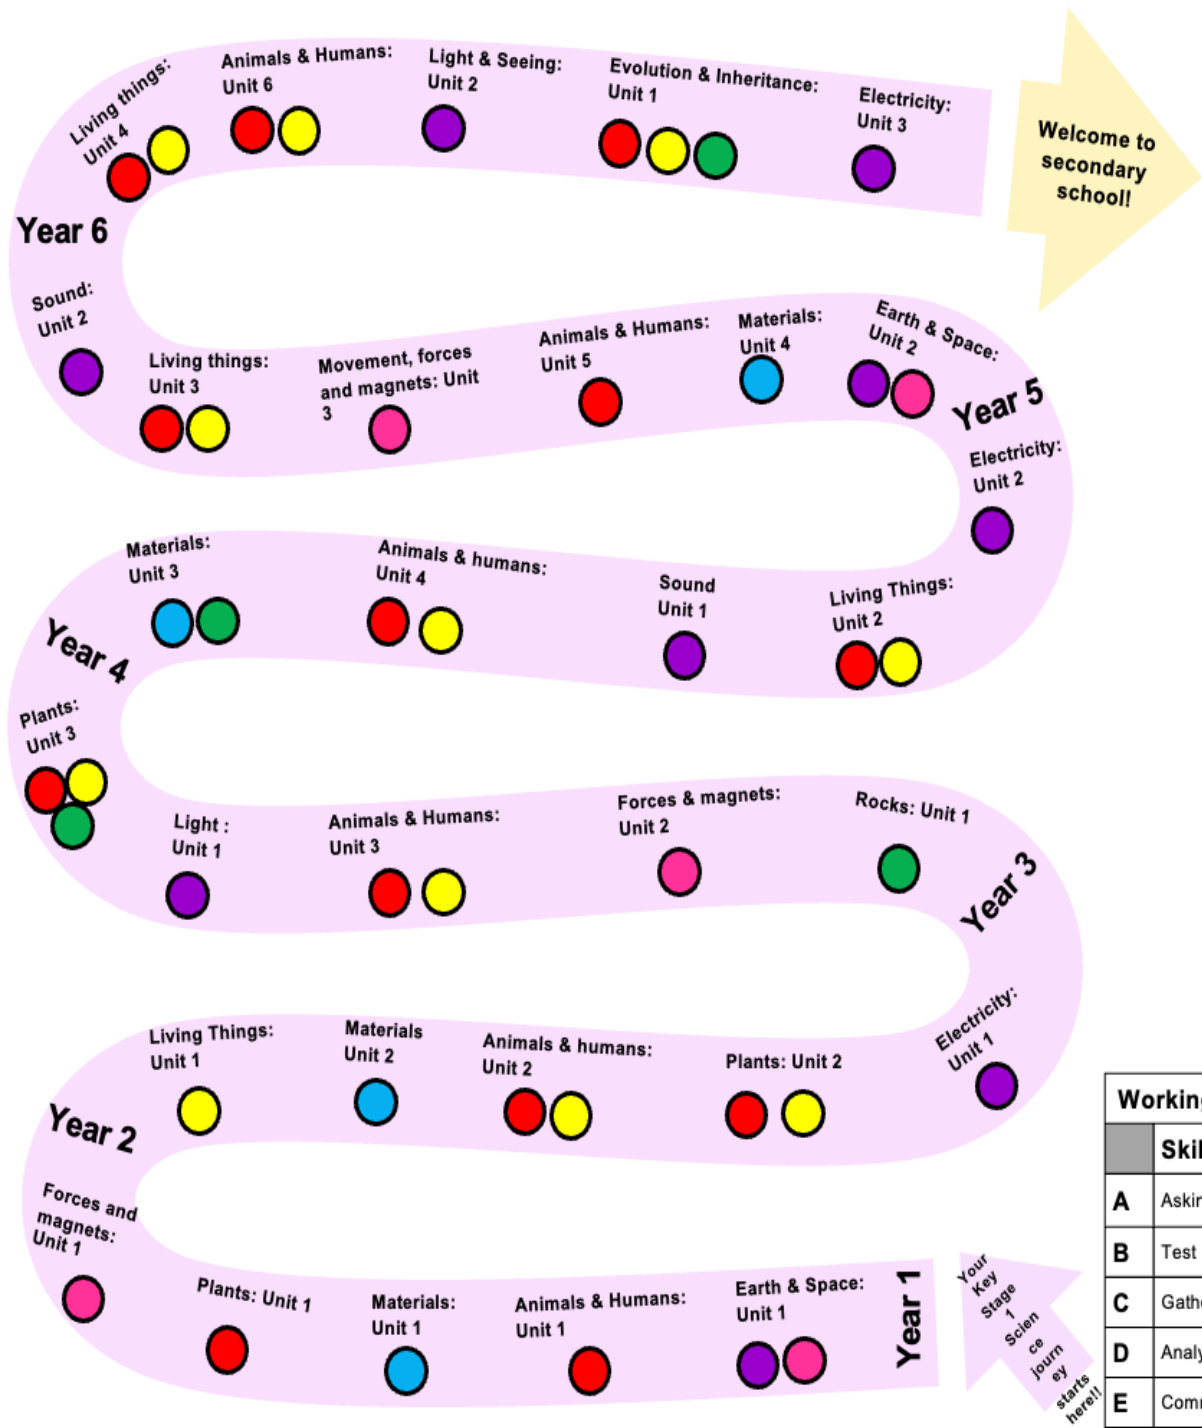 Living things:
Unit 4
Animals & Humans:
Unit 6
Light & Seeing:
Unit 2
Evolution & Inheritance:
Unit 1
Electricity:
Unit 3
Welcome to
secondary
school!
Year 6
Sound:
Unit 2
Living things:
Unit 3
Movement, forces
and magnets: Unit
3
Animals & Humans:
Unit 5
Materials:
Unit 4
Earth & Space:
Unit 2
Year 5
Electricity:
Unit 2
Materials:
Unit 3
Animals & humans:
Unit 4
Sound
Unit 1
Living Things:
Unit 2
Year 4
Plants:
Unit 3
Light :
Unit 1
Animals & Humans:
Unit 3
Forces & magnets:
Unit 2
Rocks: Unit 1
Year 3
Living Things:
Unit 1
Materials
Unit 2
Animals & humans:
Unit 2
Plants: Unit 2
Electricity:
Unit 1
Year 2
Forces and
magnets:
Unit 1
Plants: Unit 1
Materials:
Unit 1
Animals & Humans:
Unit 1
Earth & Space:
Unit 1
Year 1
Your
Key
Stage
1
Scien
ce
journ
ey
starts
here!!
Working
Skil
A Askin
B Test
C Gathe
D Analy
E Comm